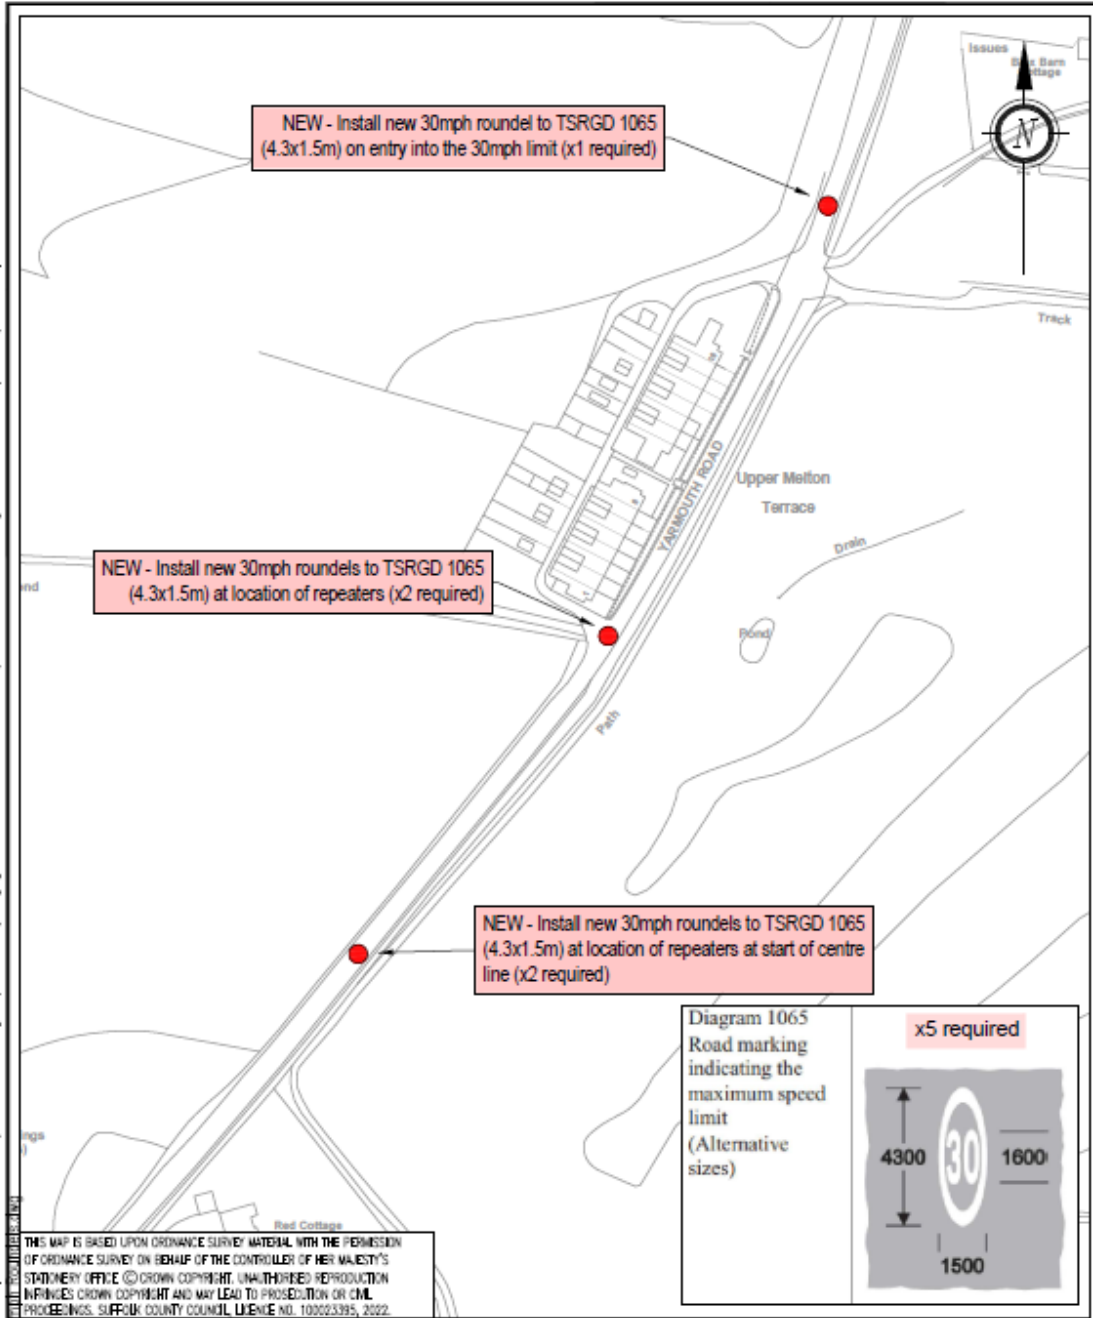 Issues
Barn
N
NEW - Install new 30mph roundel to TSRGD 1065
(4.3x1.5m) on entry into the 30mph limit (x1 required)
Track
YARMOUTH ROAD
Upper Melton
Terrace
Drain
NEW - Install new 30mph roundels to TSRGD 1065
(4.3x1.5m) at location of repeaters (x2 required)
Pond
Path
NEW - Install new 30mph roundels to TSRGD 1065
(4.3x1.5m) at location of repeaters at start of centre
line (x2 required)
Diagram 1065
Road marking
indicating the
maximum speed
limit
(Alternative
sizes)
x5 required
4300
30
1600
1500
Red Cottage
THIS MAP IS BASED UPON ORDNANCE SURVEY MATERIAL WITH THE PERMISSION
OF ORDNANCE SURVEY ON BEHALF OF THE CONTROLLER OF HER MAJESTY'S
STATIONERY OFFICE © CROWN COPYRIGHT. UNAUTHORISED REPRODUCTION
INFRINGES CROWN COPYRIGHT AND MAY LEAD TO PROSECUTION OR CIVIL
PROCEEDINGS. SUFFOLK COUNTY COUNCIL, LICENCE NO. 100023395, 2022.